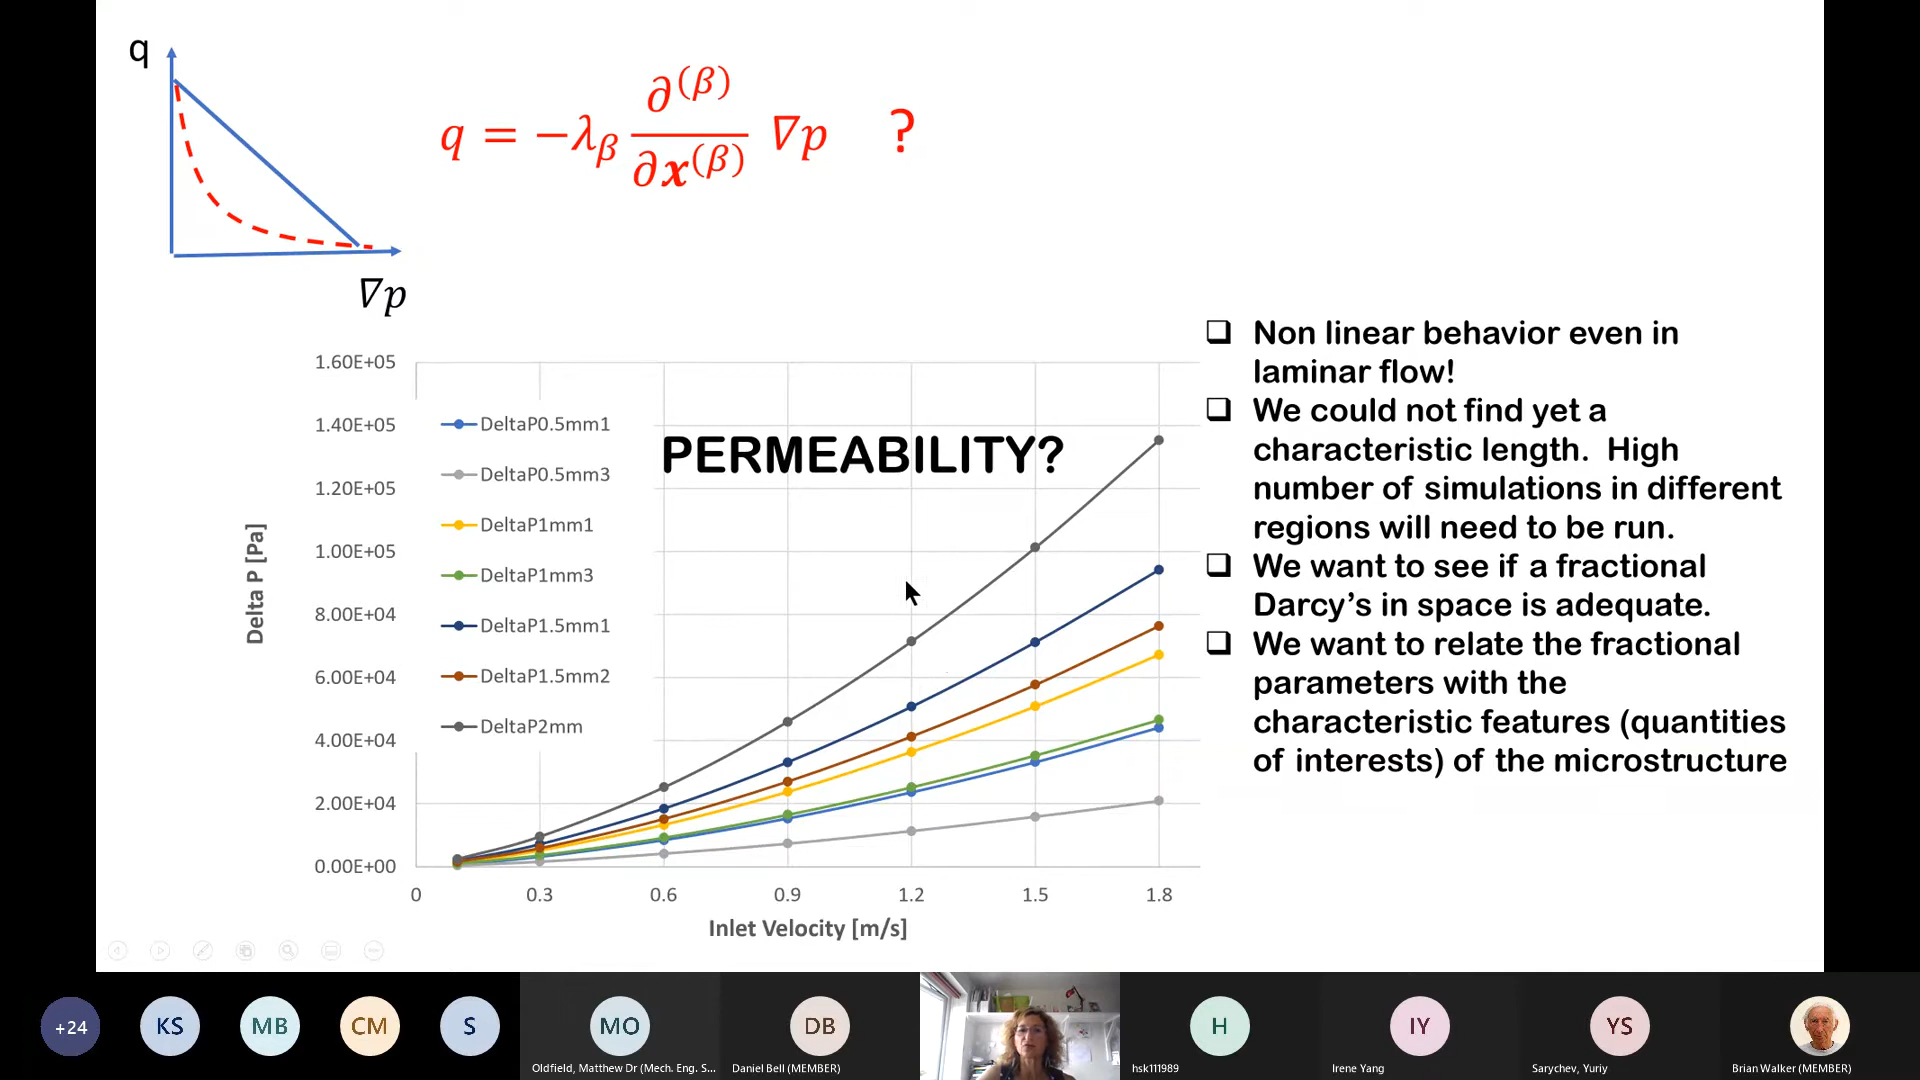 q
q = −λβ ∂(β)/∂x(β) ∇p ?
∇p
1.60E+05
1.40E+05
1.20E+05
1.00E+05
8.00E+04
6.00E+04
4.00E+04
2.00E+04
0.00E+00
Delta P [Pa]
DeltaP0.5mm1
DeltaP0.5mm3
DeltaP1mm1
DeltaP1mm3
DeltaP1.5mm1
DeltaP1.5mm2
DeltaP2mm
PERMEABILITY?
0 0.3 0.6 0.9 1.2 1.5 1.8
Inlet Velocity [m/s]
Non linear behavior even in
laminar flow!
We could not find yet a
characteristic length. High
number of simulations in different
regions will need to be run.
We want to see if a fractional
Darcy’s in space is adequate.
We want to relate the fractional
parameters with the
characteristic features (quantities
of interests) of the microstructure
+24 KS MB CM S MO DB H IY YS
Oldfield, Matthew Dr (Mech. Eng. S... Daniel Bell (MEMBER) hsk111989 Irene Yang Sarychev, Yuriy Brian Walker (MEMBER)